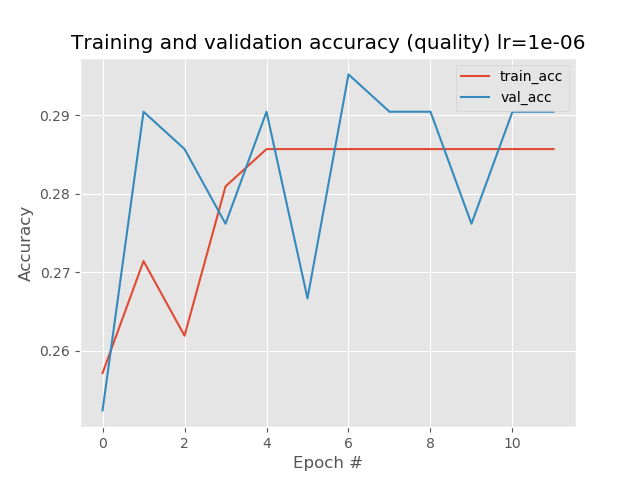 Training and validation accuracy (quality) lr=1e-06
train_acc
val_acc
0.29
0.28
0.27
0.26
Accuracy
0 2 4 6 8 10
Epoch #